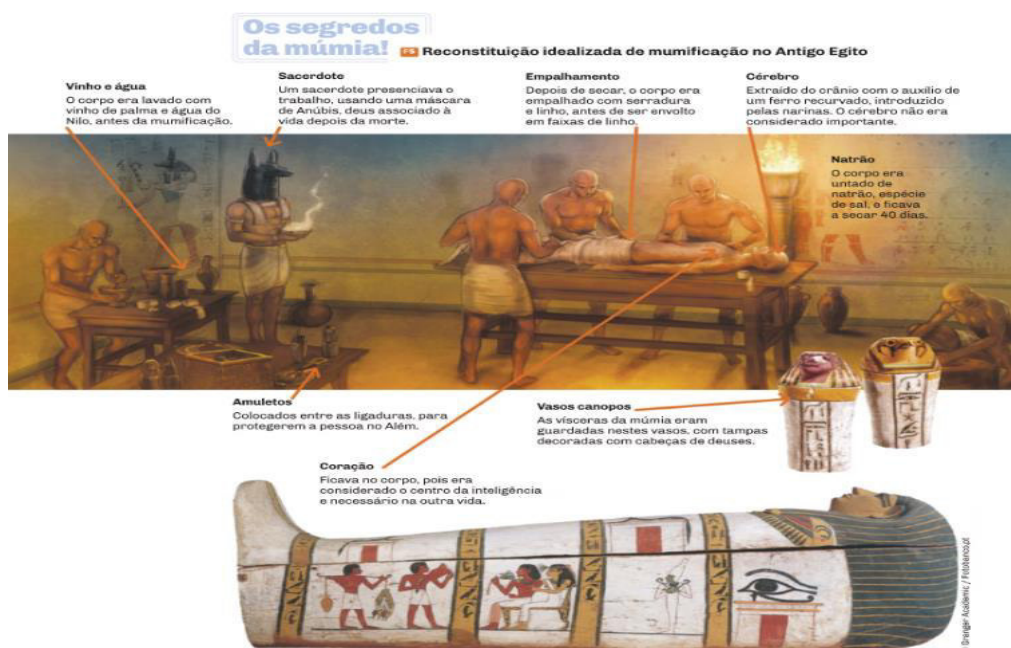 Os segredos
da múmia! F5 Reconstituição idealizada de mumificação no Antigo Egito
Vinho e água
O corpo era lavado com
vinho de palma e água do
Nilo, antes da mumificação.
Sacerdote
Um sacerdote presenciava o
trabalho, usando uma máscara
de Anúbis, deus associado à
vida depois da morte.
Empalhamento
Depois de secar, o corpo era
empalhado com serradura
e linho, antes de ser envolto
em faixas de linho.
Cérebro
Extraído do crânio com o auxílio de
um ferro recurvado, introduzido
pelas narinas. O cérebro não era
considerado importante.
Natrão
O corpo era
untado de
natrão, espécie
de sal, e ficava
a secar 40 dias.
Amuletos
Colocados entre as ligaduras, para
protegerem a pessoa no Além.
Vasos canopos
As vísceras da múmia eram
guardadas nestes vasos, com tampas
decoradas com cabeças de deuses.
Coração
Ficava no corpo, pois era
considerado o centro da inteligência
e necessário na outra vida.
Granger Academic / Fotobanco.pt